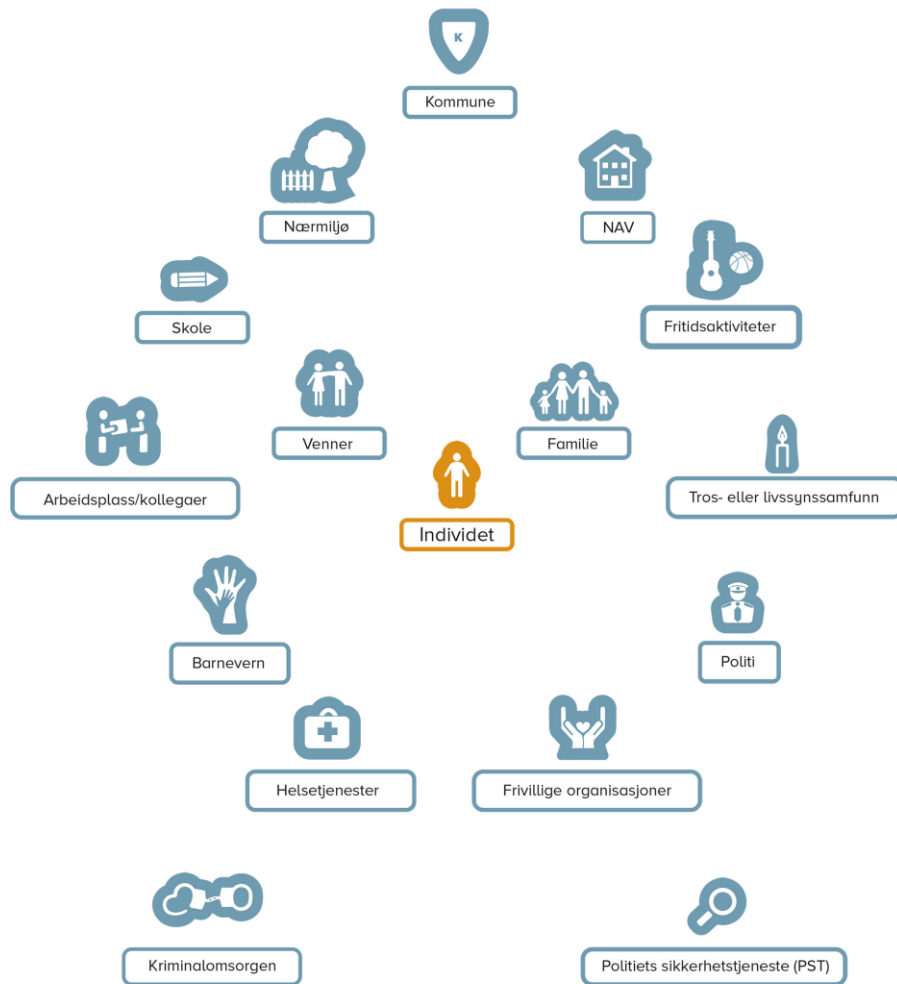 K
Kommune
Nærmiljø
NAV
Skole
Fritidsaktiviteter
Venner
Familie
Arbeidsplass/kollegaer
Tros- eller livssynssamfunn
Individet
Barnevern
Politi
Helsetjenester
Frivillige organisasjoner
Kriminalomsorgen
Politiets sikkerhetstjeneste (PST)